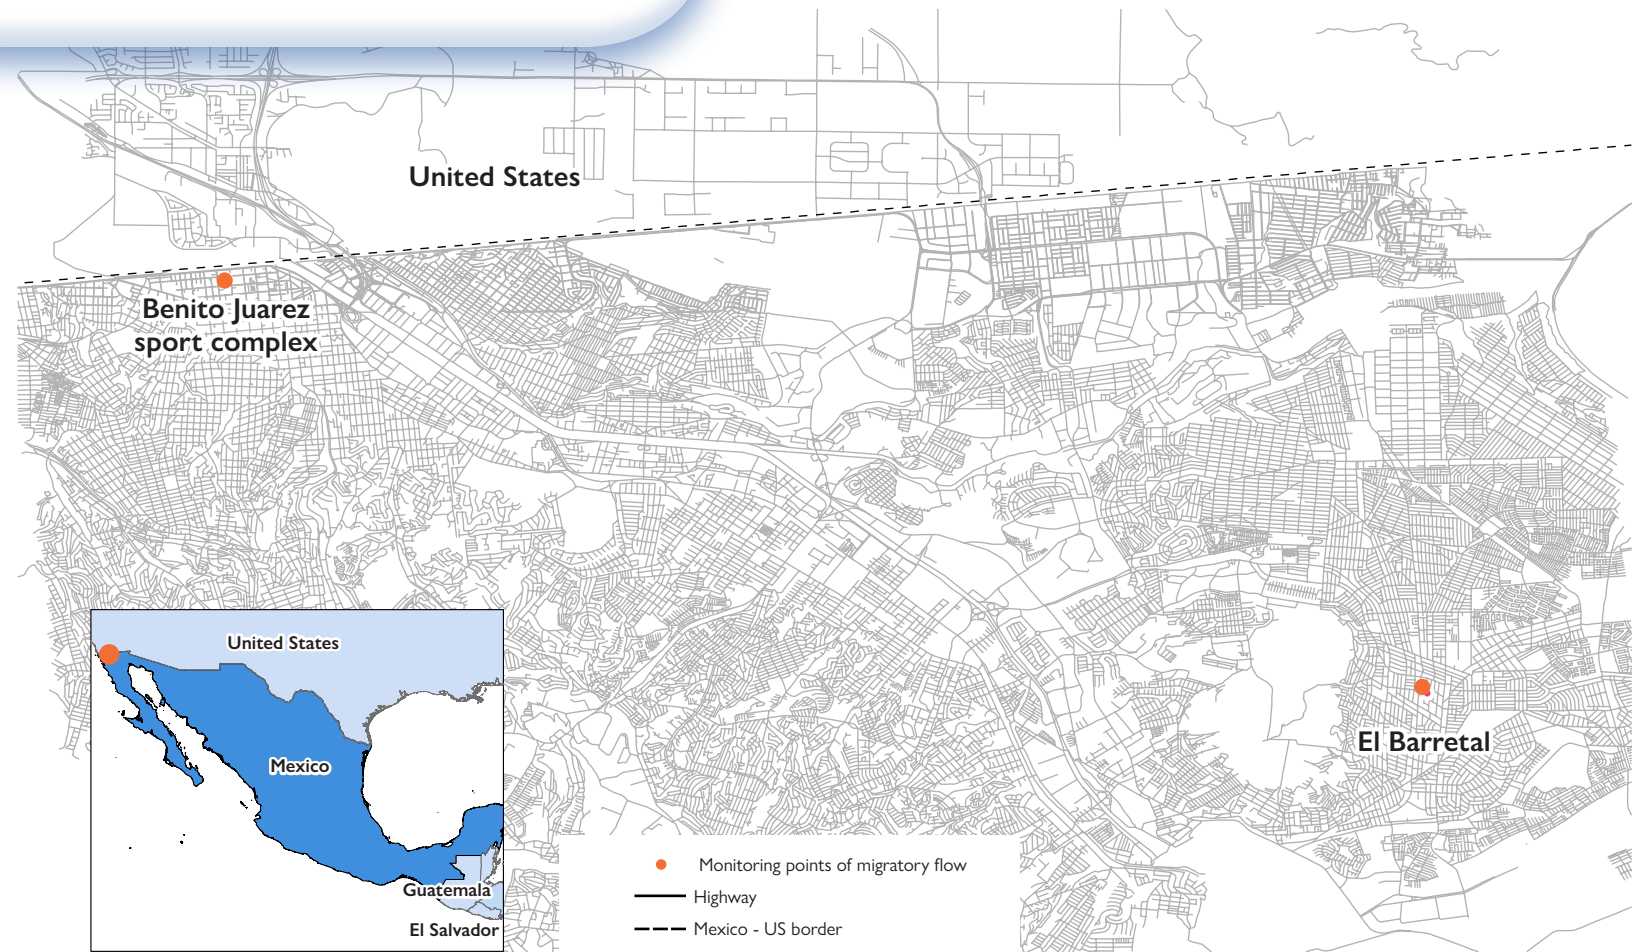 United States
Benito Juarez
sport complex
El Barretal
United States
Mexico
Guatemala
El Salvador
Monitoring points of migratory flow
Highway
Mexico - US border